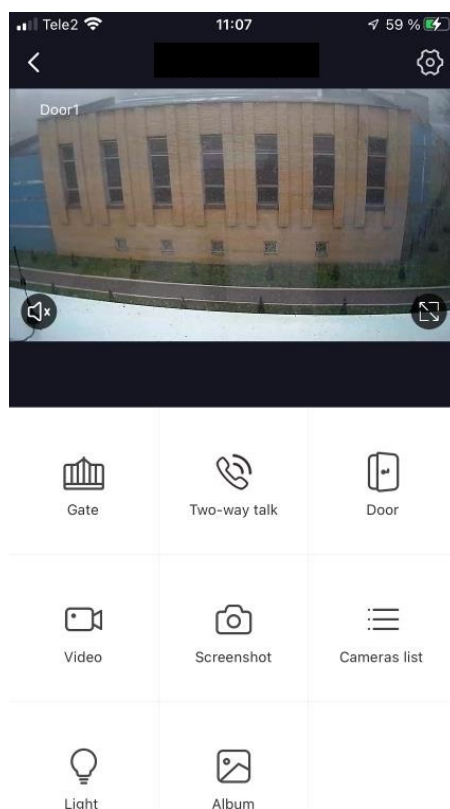 Tele2 11:07 59 %
Door1
Gate Two-way talk Door
Video Screenshot Cameras list
Light Album